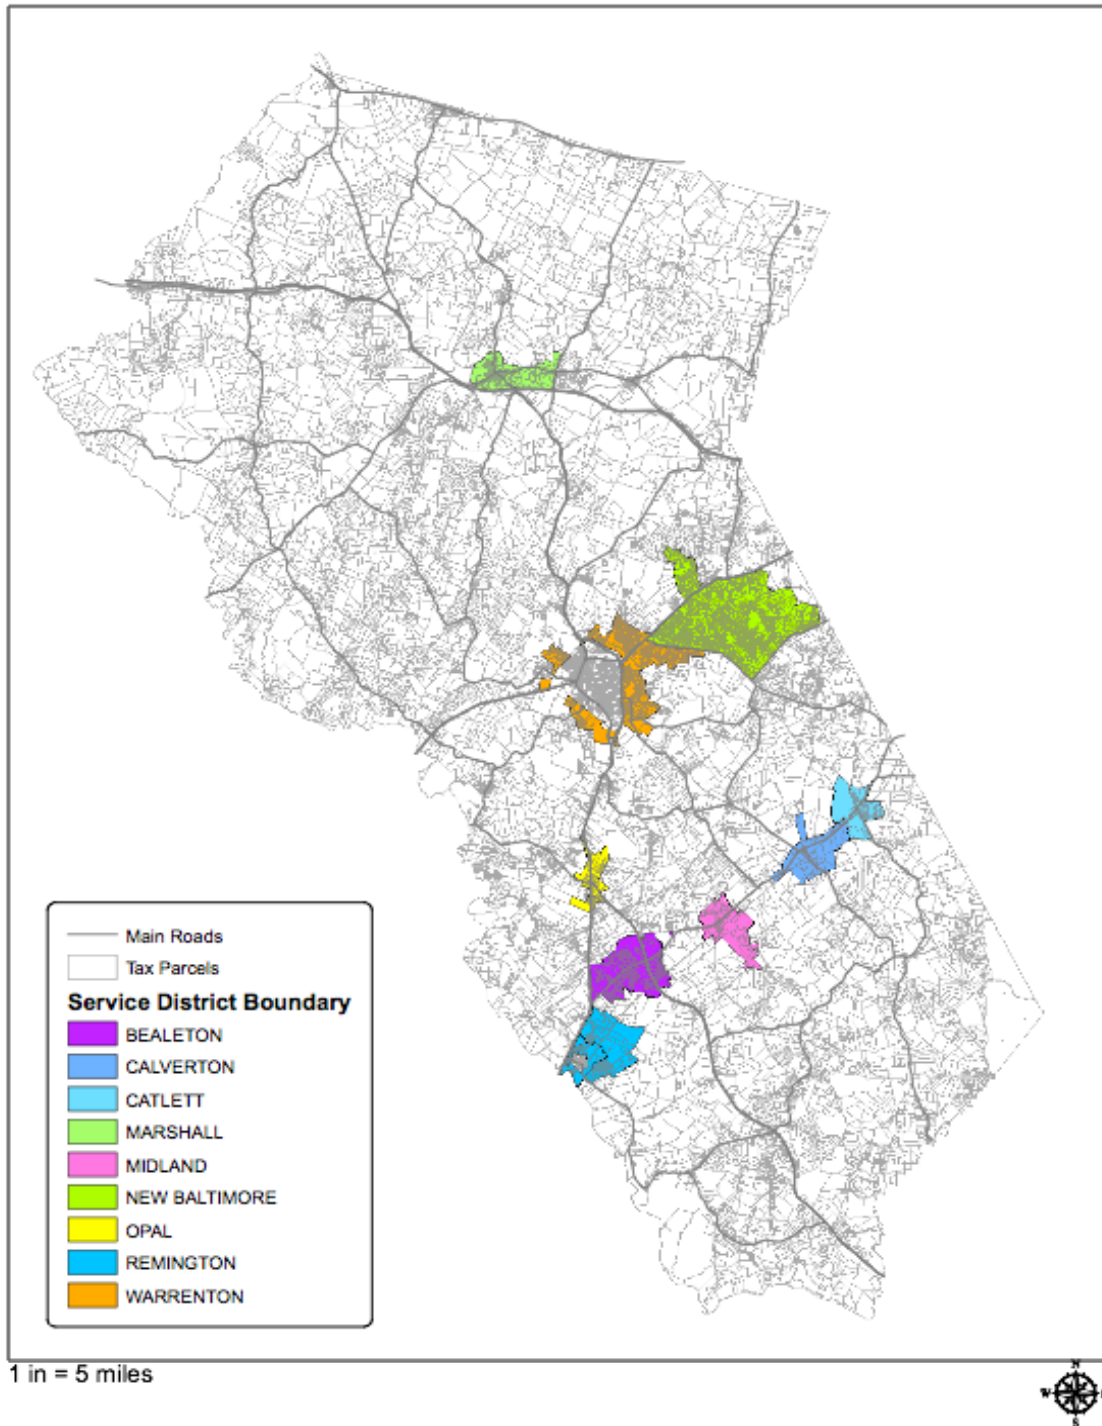 Main Roads
Tax Parcels
Service District Boundary
BEALETON
CALVERTON
CATLETT
MARSHALL
MIDLAND
NEW BALTIMORE
OPAL
REMINGTON
WARRENTON
1 in = 5 miles
N
W
S